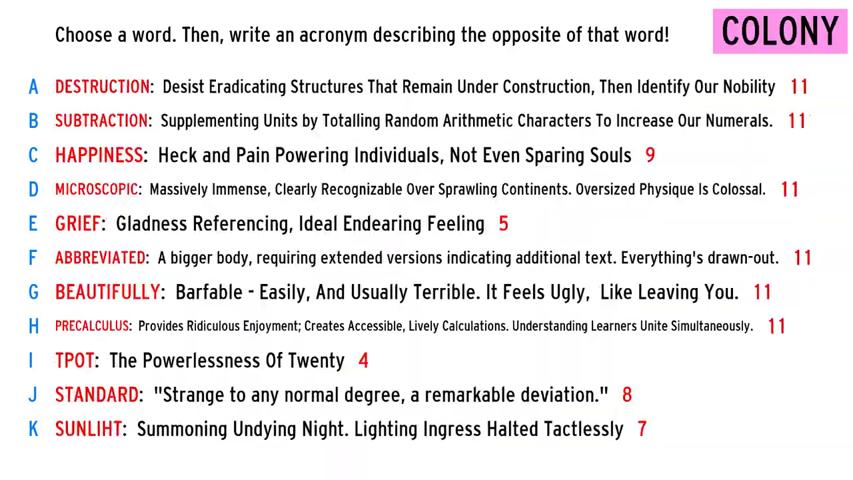 Choose a word. Then, write an acronym describing the opposite of that word!
COLONY
A DESTRUCTION: Desist Eradicating Structures That Remain Under Construction, Then Identify Our Nobility 11
B SUBTRACTION: Supplementing Units by Totalling Random Arithmetic Characters To Increase Our Numerals. 11
C HAPPINESS: Heck and Pain Powering Individuals, Not Even Sparing Souls 9
D MICROSCOPIC: Massively Immense, Clearly Recognizable Over Sprawling Continents. Oversized Physique Is Colossal. 11
E GRIEF: Gladness Referencing, Ideal Endearing Feeling 5
F ABBREVIATED: A bigger body, requiring extended versions indicating additional text. Everything's drawn-out. 11
G BEAUTIFULLY: Barfable - Easily, And Usually Terrible. It Feels Ugly, Like Leaving You. 11
H PRECALCULUS: Provides Ridiculous Enjoyment; Creates Accessible, Lively Calculations. Understanding Learners Unite Simultaneously. 11
I TPOT: The Powerlessness Of Twenty 4
J STANDARD: "Strange to any normal degree, a remarkable deviation." 8
K SUNLIHT: Summoning Undying Night. Lighting Ingress Halted Tactlessly 7